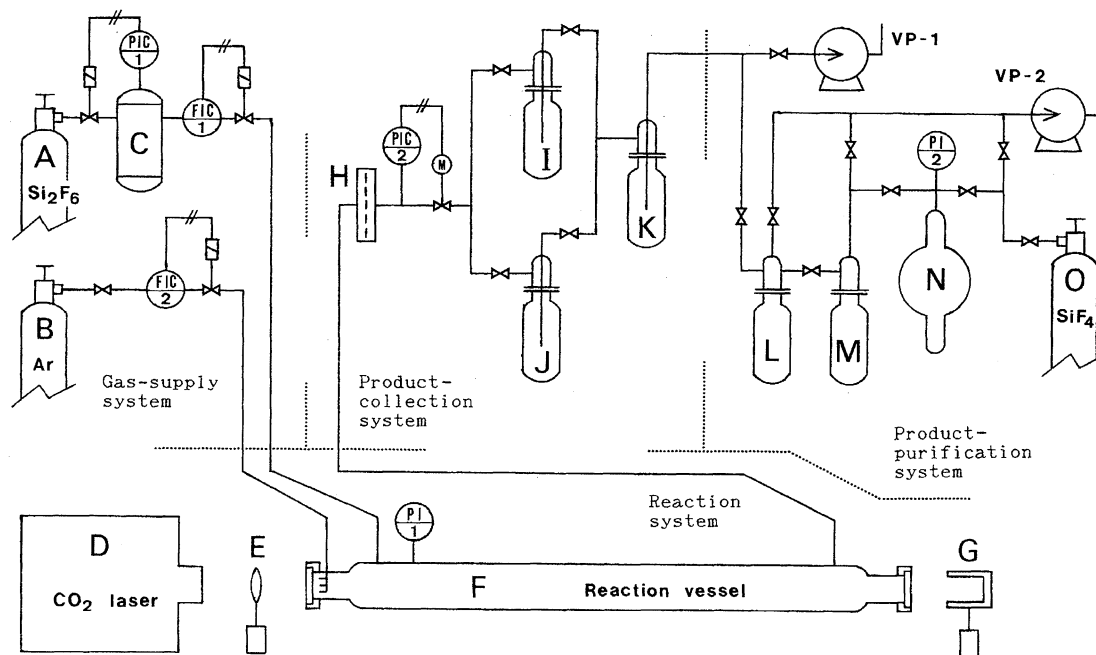 PIC
1
FIC
1
A
Si₂F₆
C
FIC
2
B
Ar
Gas-supply
system
PIC
2
M
H
I
J
K
Product-
collection
system
VP-1
VP-2
PI
2
L
M
N
O
SiF₄
Product-
purification
system
Reaction
system
D
CO₂ laser
E
PI
1
F
Reaction vessel
G